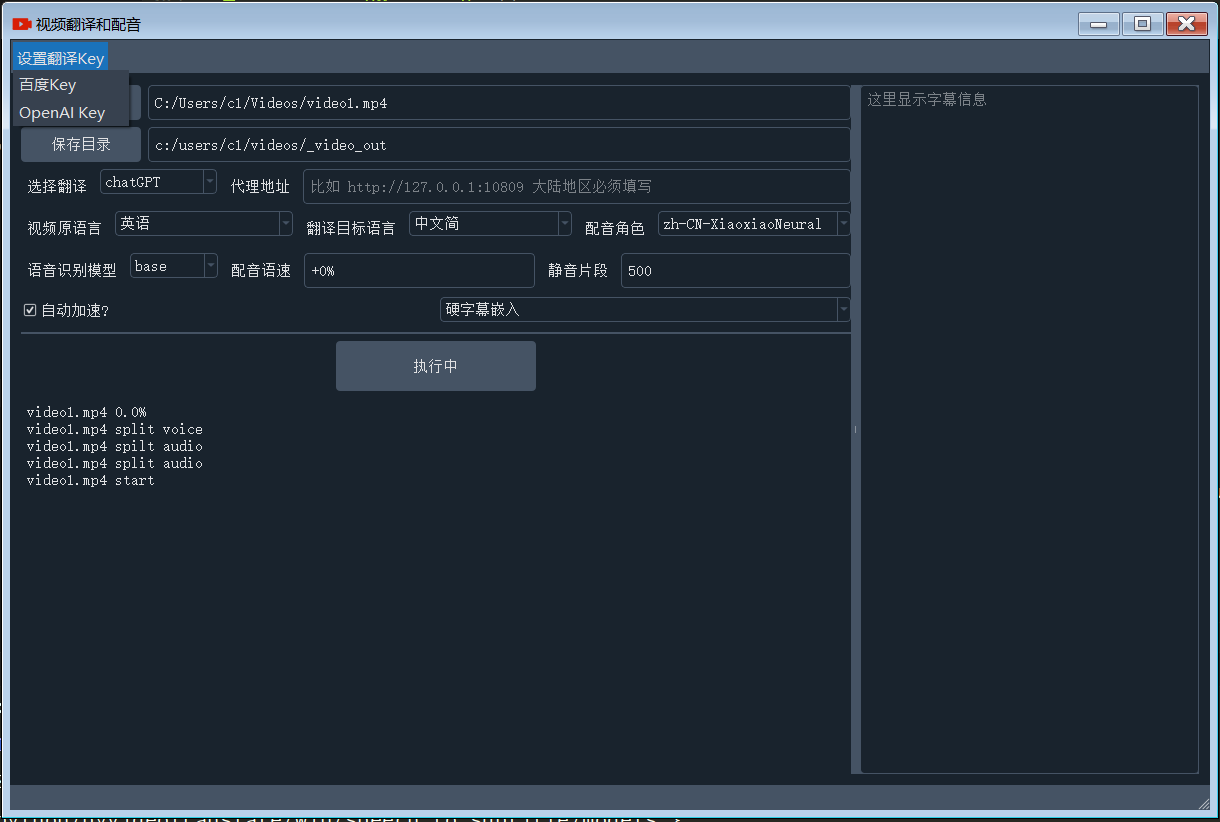 视频翻译和配音
设置翻译Key
百度Key
OpenAI Key
C:/Users/c1/Videos/video1.mp4
保存目录
c:/users/c1/videos/_video_out
选择翻译 chatGPT 代理地址 比如 http://127.0.0.1:10809 大陆地区必须填写
视频原语言 英语 翻译目标语言 中文简 配音角色 zh-CN-XiaoxiaoNeural
语音识别模型 base 配音语速 +0% 静音片段 500
自动加速? 硬字幕嵌入
执行中
video1.mp4 0.0%
video1.mp4 split voice
video1.mp4 spilt audio
video1.mp4 split audio
video1.mp4 start
这里显示字幕信息